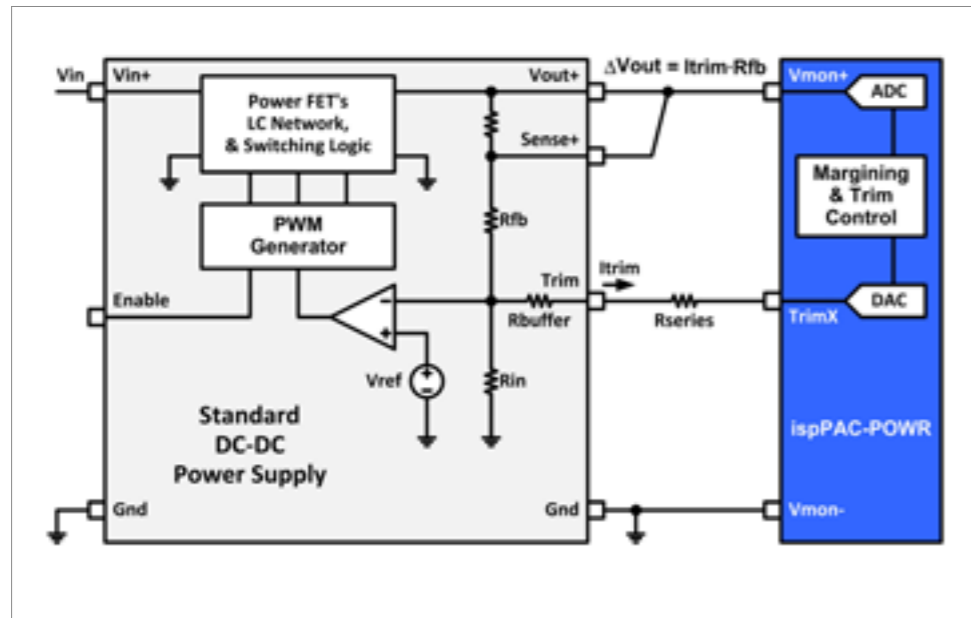 Vin
Vin+
Power FET's
LC Network,
& Switching Logic
Vout+
ΔVout = Itrim·Rfb
Vmon+
ADC
Sense+
Margining
& Trim
Control
PWM
Generator
Rfb
Enable
Trim
Itrim
DAC
Rbuffer
Rseries
TrimX
Vref
Rin
Standard
DC-DC
Power Supply
ispPAC-POWR
Gnd
Gnd
Vmon-